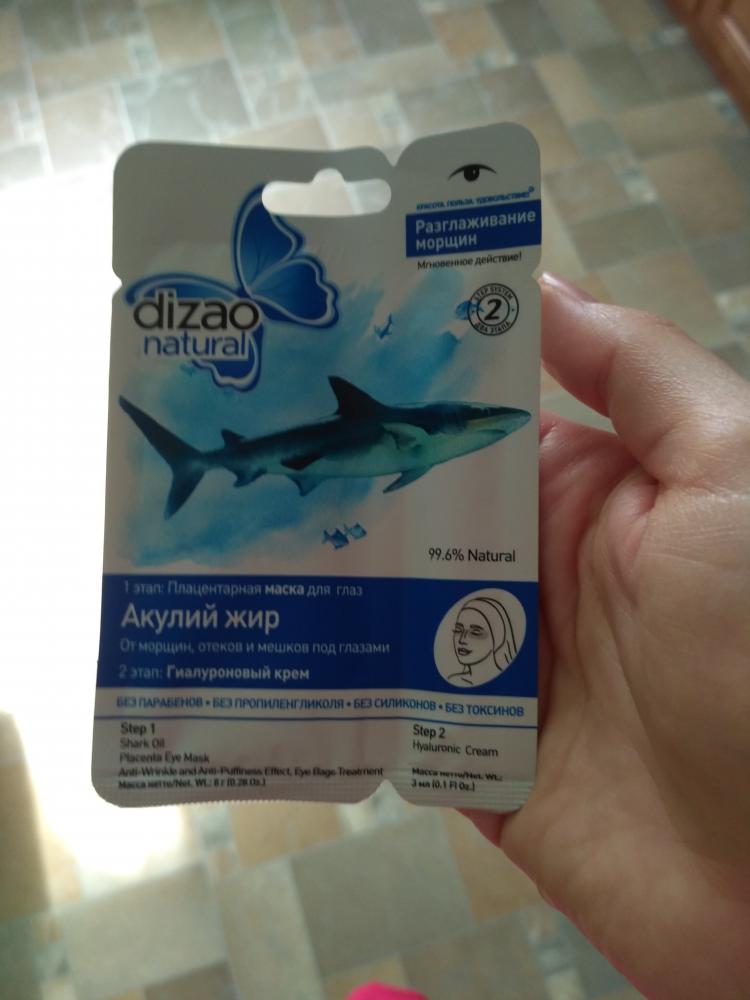 КРАСОТА. ПОЛЬЗА. УДОВОЛЬСТВИЕ!®
Разглаживание
морщин
Мгновенное действие!
dizao
natural
STEP SYSTEM
2
ДВА ЭТАПА
99.6% Natural
1 этап: Плацентарная маска для глаз
Акулий жир
От морщин, отеков и мешков под глазами
2 этап: Гиалуроновый крем
БЕЗ ПАРАБЕНОВ • БЕЗ ПРОПИЛЕНГЛИКОЛЯ • БЕЗ СИЛИКОНОВ • БЕЗ ТОКСИНОВ
Step 1
Shark Oil
Placenta Eye Mask
Anti-Wrinkle and Anti-Puffiness Effect, Eye Bags Treatment
Масса нетто/Net. WT.: 8 г (0.28 Oz.)
Step 2
Hyaluronic Cream
Масса нетто/Net. WT.:
3 мл (0.1 Fl Oz.)